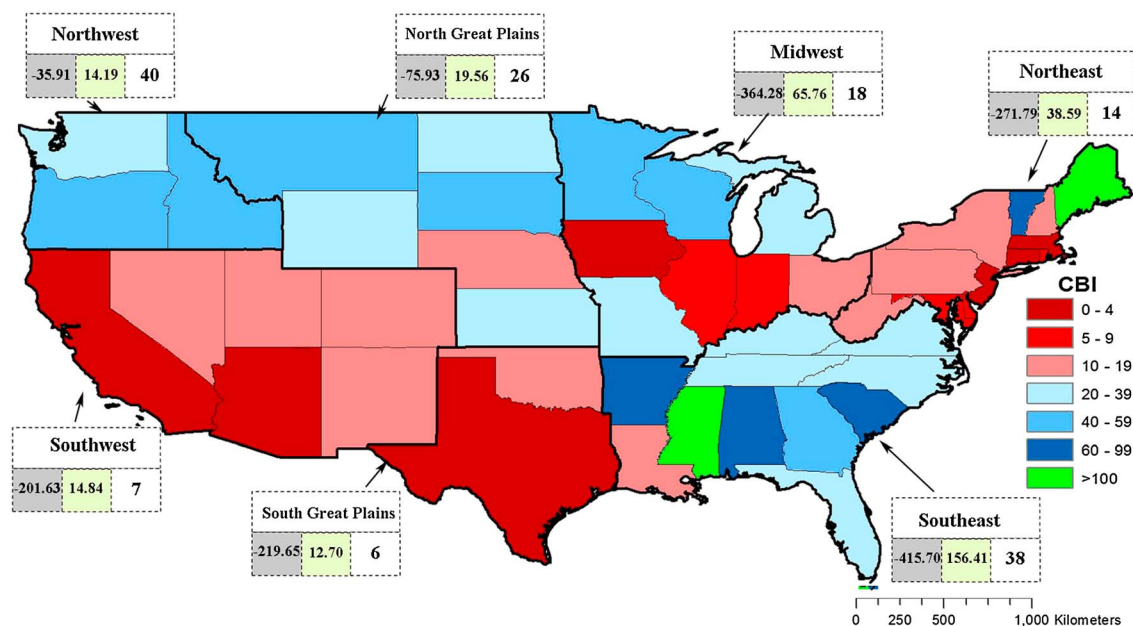 Northwest
-35.91 14.19 40
North Great Plains
-75.93 19.56 26
Midwest
-364.28 65.76 18
Northeast
-271.79 38.59 14
CBI
0 - 4
5 - 9
10 - 19
20 - 39
40 - 59
60 - 99
>100
Southwest
-201.63 14.84 7
South Great Plains
-219.65 12.70 6
Southeast
-415.70 156.41 38
0 250 500 1,000 Kilometers